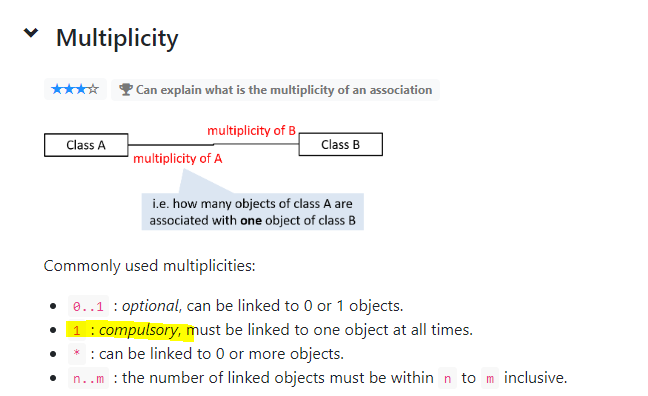 Multiplicity
★★★☆ 🏆 Can explain what is the multiplicity of an association
multiplicity of B
Class A
Class B
multiplicity of A
i.e. how many objects of class A are
associated with one object of class B
Commonly used multiplicities:
• 0..1 : optional, can be linked to 0 or 1 objects.
• 1 : compulsory, must be linked to one object at all times.
• * : can be linked to 0 or more objects.
• n..m : the number of linked objects must be within n to m inclusive.